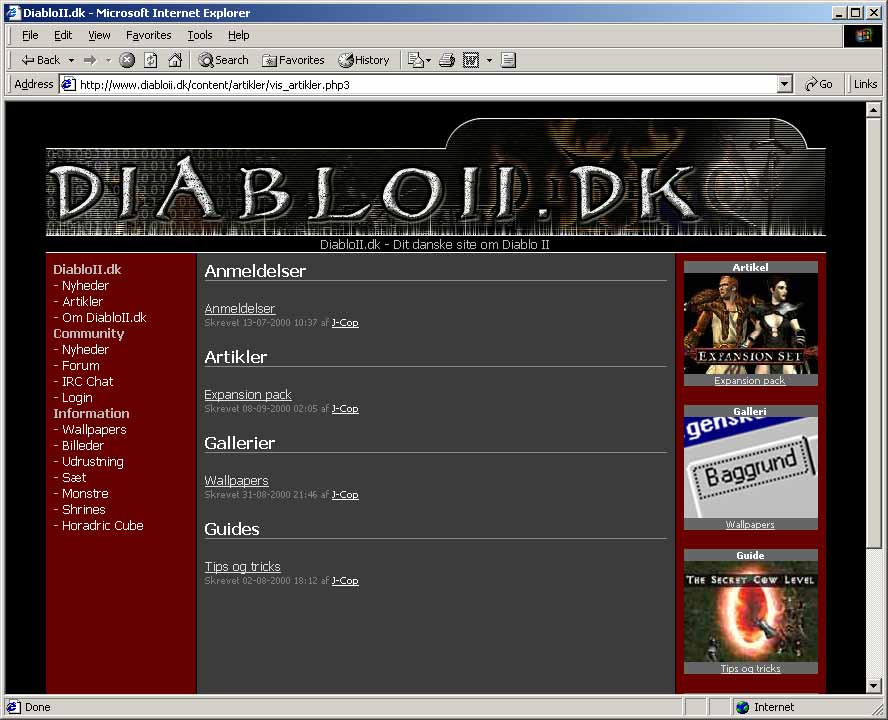 DiabloII.dk - Microsoft Internet Explorer
File Edit View Favorites Tools Help
Back Search Favorites History
Address http://www.diabloii.dk/content/artikler/vis_artikler.php3 Go Links
DIABLOII.DK
DiabloII.dk - Dit danske site om Diablo II
DiabloII.dk
- Nyheder
- Artikler
- Om DiabloII.dk
Community
- Nyheder
- Forum
- IRC Chat
- Login
Information
- Wallpapers
- Billeder
- Udrustning
- Sæt
- Monstre
- Shrines
- Horadric Cube
Anmeldelser
Anmeldelser
Skrevet 13-07-2000 10:37 af J-Cop
Artikler
Expansion pack
Skrevet 08-09-2000 02:05 af J-Cop
Gallerier
Wallpapers
Skrevet 31-08-2000 21:46 af J-Cop
Guides
Tips og tricks
Skrevet 02-08-2000 18:12 af J-Cop
Artikel
EXPANSION SET
Expansion pack
Galleri
genske
Baggrund
Wallpapers
Guide
THE SECRET COW LEVEL
Tips og tricks
Done Internet